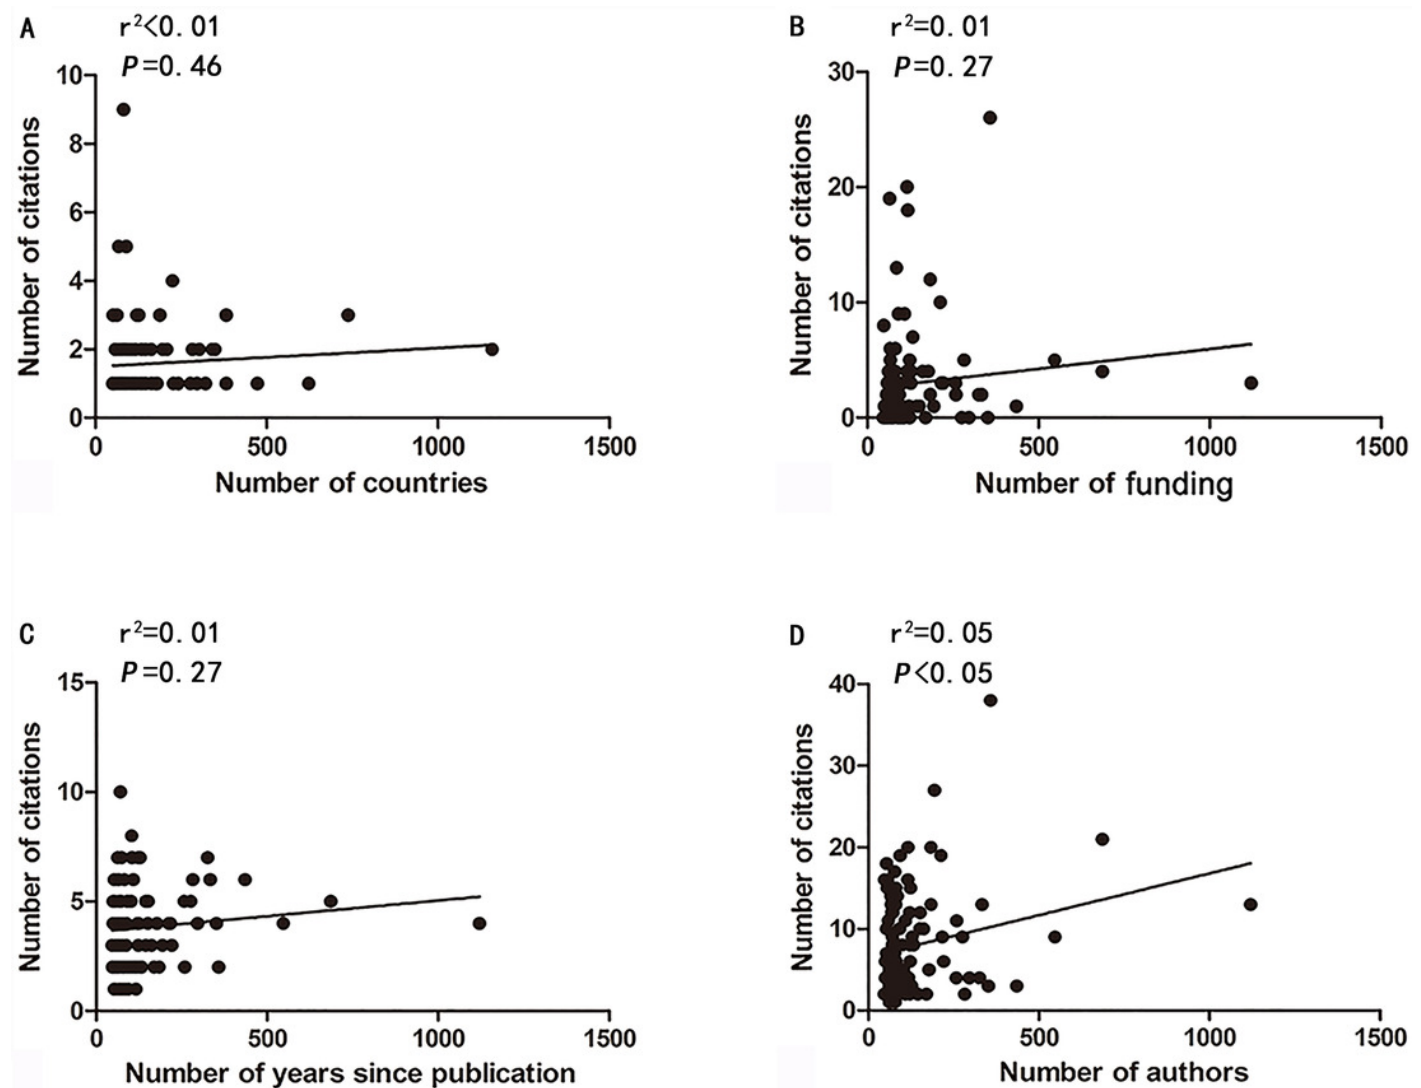 A
r²<0.01
P=0.46
Number of citations
10
8
6
4
2
0
0 500 1000 1500
Number of countries
B
r²=0.01
P=0.27
Number of citations
30
20
10
0
0 500 1000 1500
Number of funding
C
r²=0.01
P=0.27
Number of citations
15
10
5
0
0 500 1000 1500
Number of years since publication
D
r²=0.05
P<0.05
Number of citations
40
30
20
10
0
0 500 1000 1500
Number of authors